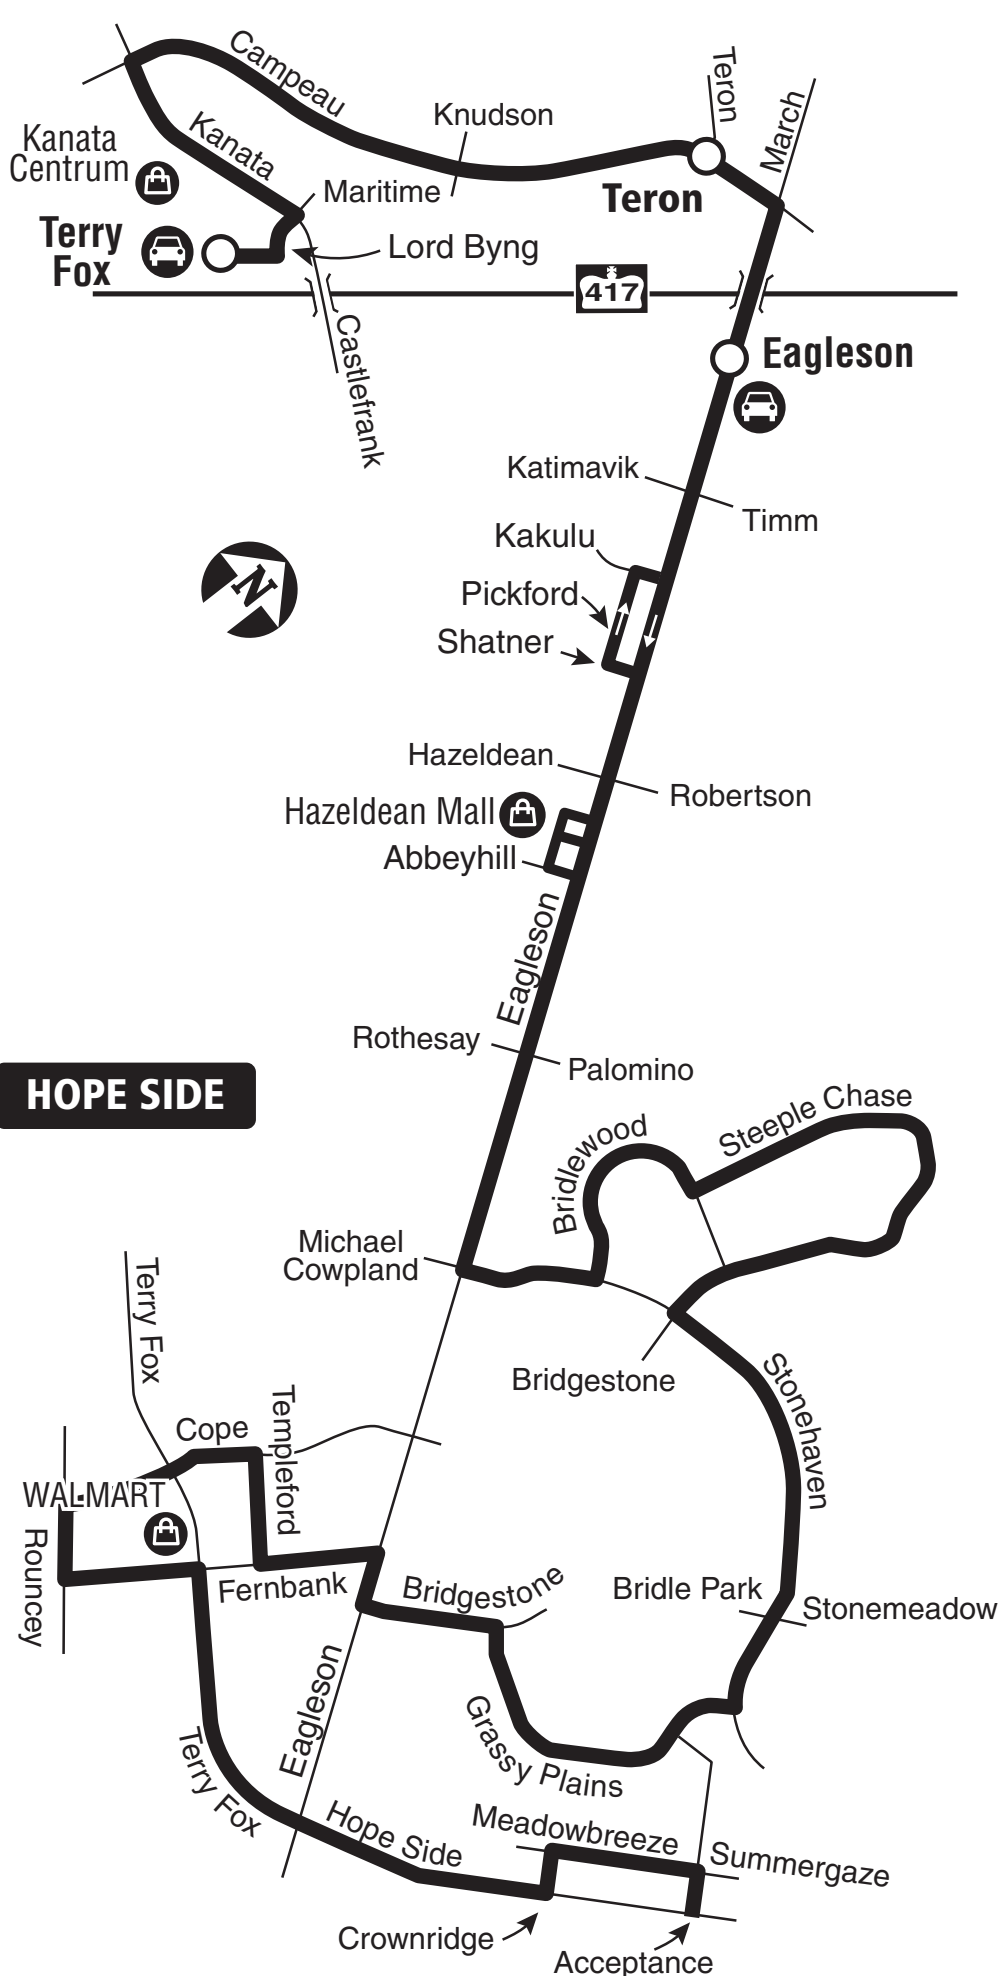 Campeau
Teron
Knudson
March
Kanata
Centrum
Kanata
Maritime
Teron
Terry
Fox
Lord Byng
417
Castlefrank
Eagleson
Katimavik
Timm
Kakulu
N
Pickford
Shatner
Hazeldean
Robertson
Hazeldean Mall
Abbeyhill
Eagleson
Rothesay
Palomino
HOPE SIDE
Steeple Chase
Bridlewood
Michael
Cowpland
Terry Fox
Bridgestone
Stonehaven
Cope
Templeford
WALMART
Rouncey
Fernbank
Bridgestone
Bridle Park
Stonemeadow
Eagleson
Grassy Plains
Terry Fox
Hope Side
Meadowbreeze
Summergaze
Crownridge
Acceptance